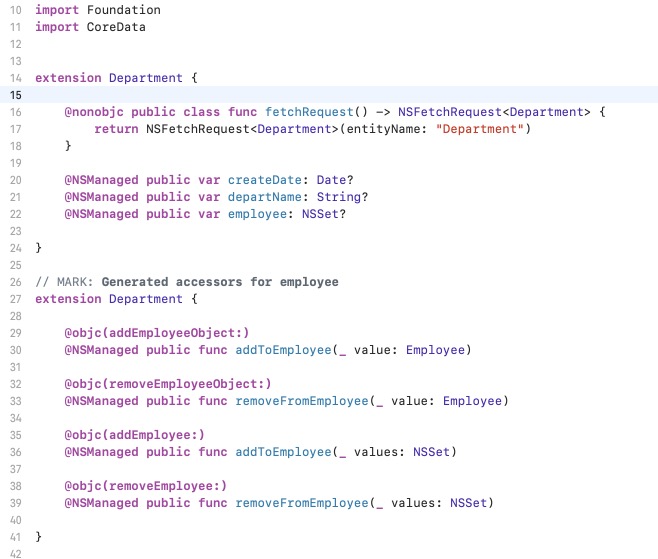 10 import Foundation
11 import CoreData
12
13
14 extension Department {
15
16     @nonobjc public class func fetchRequest() -> NSFetchRequest<Department> {
17         return NSFetchRequest<Department>(entityName: "Department")
18     }
19
20     @NSManaged public var createDate: Date?
21     @NSManaged public var departName: String?
22     @NSManaged public var employee: NSSet?
23
24 }
25
26 // MARK: Generated accessors for employee
27 extension Department {
28
29     @objc(addEmployeeObject:)
30     @NSManaged public func addToEmployee(_ value: Employee)
31
32     @objc(removeEmployeeObject:)
33     @NSManaged public func removeFromEmployee(_ value: Employee)
34
35     @objc(addEmployee:)
36     @NSManaged public func addToEmployee(_ values: NSSet)
37
38     @objc(removeEmployee:)
39     @NSManaged public func removeFromEmployee(_ values: NSSet)
40
41 }
42